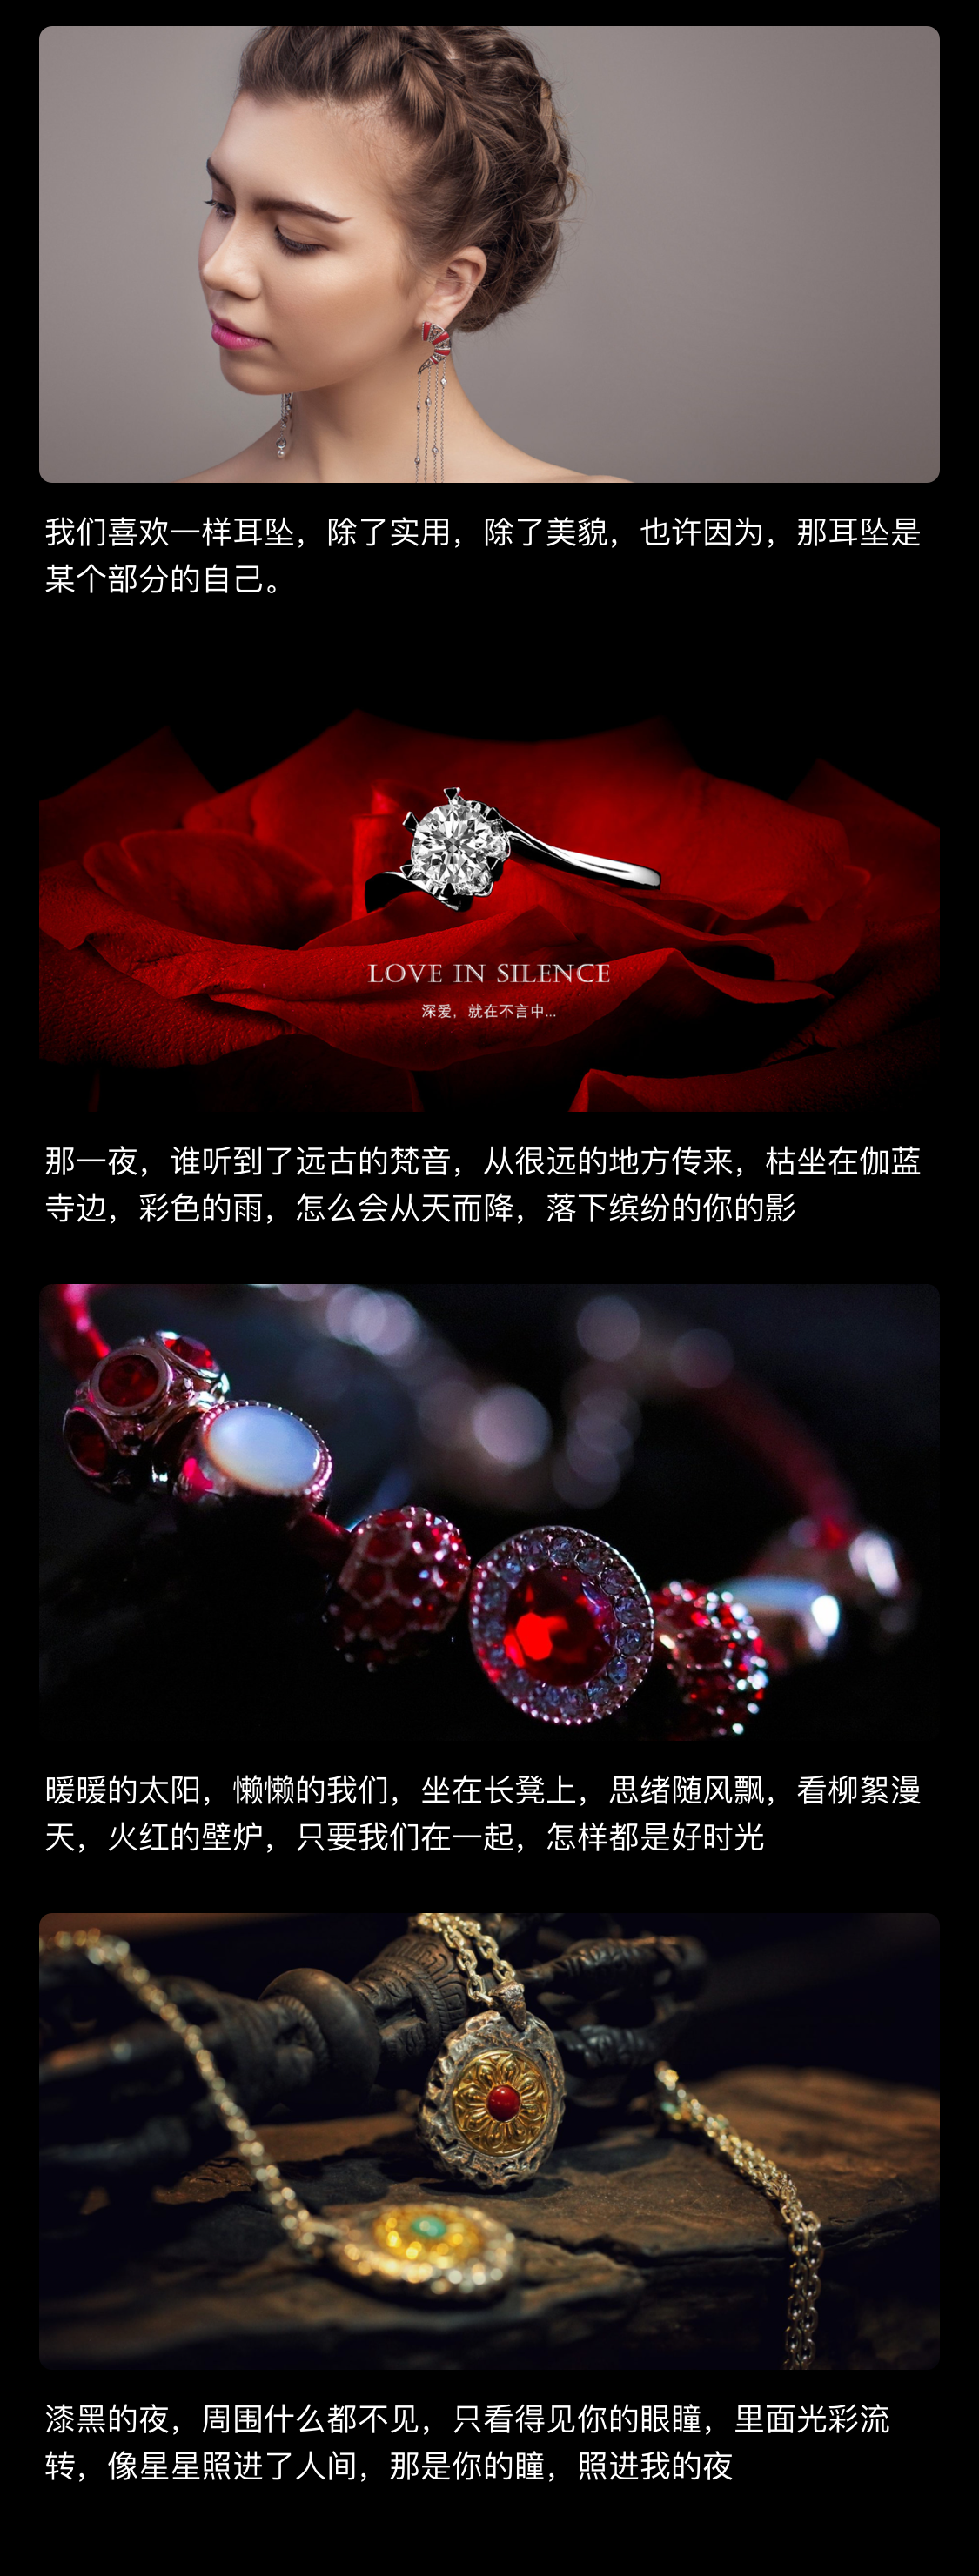 我们喜欢一样耳坠，除了实用，除了美貌，也许因为，那耳坠是
某个部分的自己。
LOVE IN SILENCE
深爱，就在不言中...
那一夜，谁听到了远古的梵音，从很远的地方传来，枯坐在伽蓝
寺边，彩色的雨，怎么会从天而降，落下缤纷的你的影
暖暖的太阳，懒懒的我们，坐在长凳上，思绪随风飘，看柳絮漫
天，火红的壁炉，只要我们在一起，怎样都是好时光
漆黑的夜，周围什么都不见，只看得见你的眼瞳，里面光彩流
转，像星星照进了人间，那是你的瞳，照进我的夜